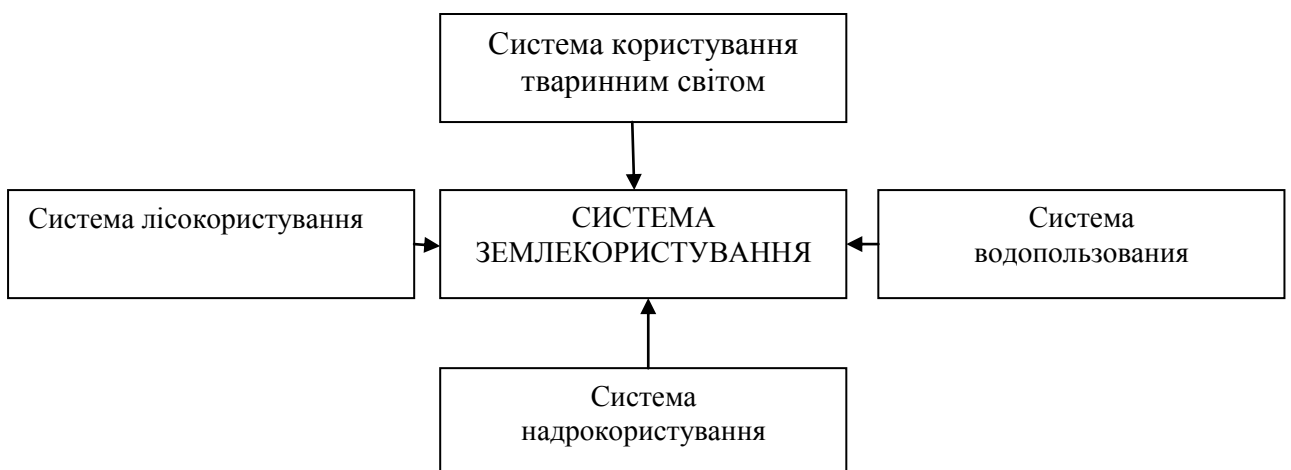 Система користування
тваринним світом
Система лісокористування
СИСТЕМА
ЗЕМЛЕКОРИСТУВАННЯ
Система
водопользования
Система
надрокористування